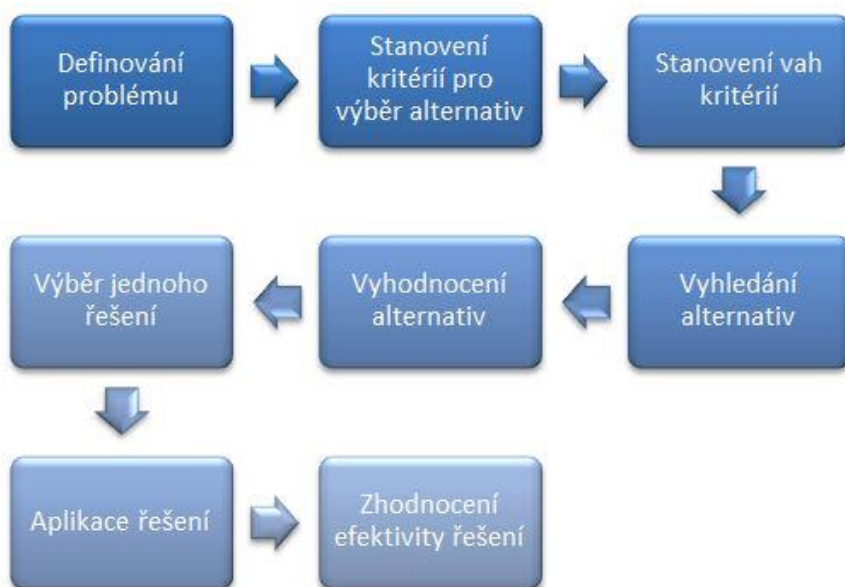 Definování
problému
Stanovení
kritérií pro
výběr alternativ
Stanovení vah
kritérií
Vyhledání
alternativ
Vyhodnocení
alternativ
Výběr jednoho
řešení
Aplikace řešení
Zhodnocení
efektivity řešení